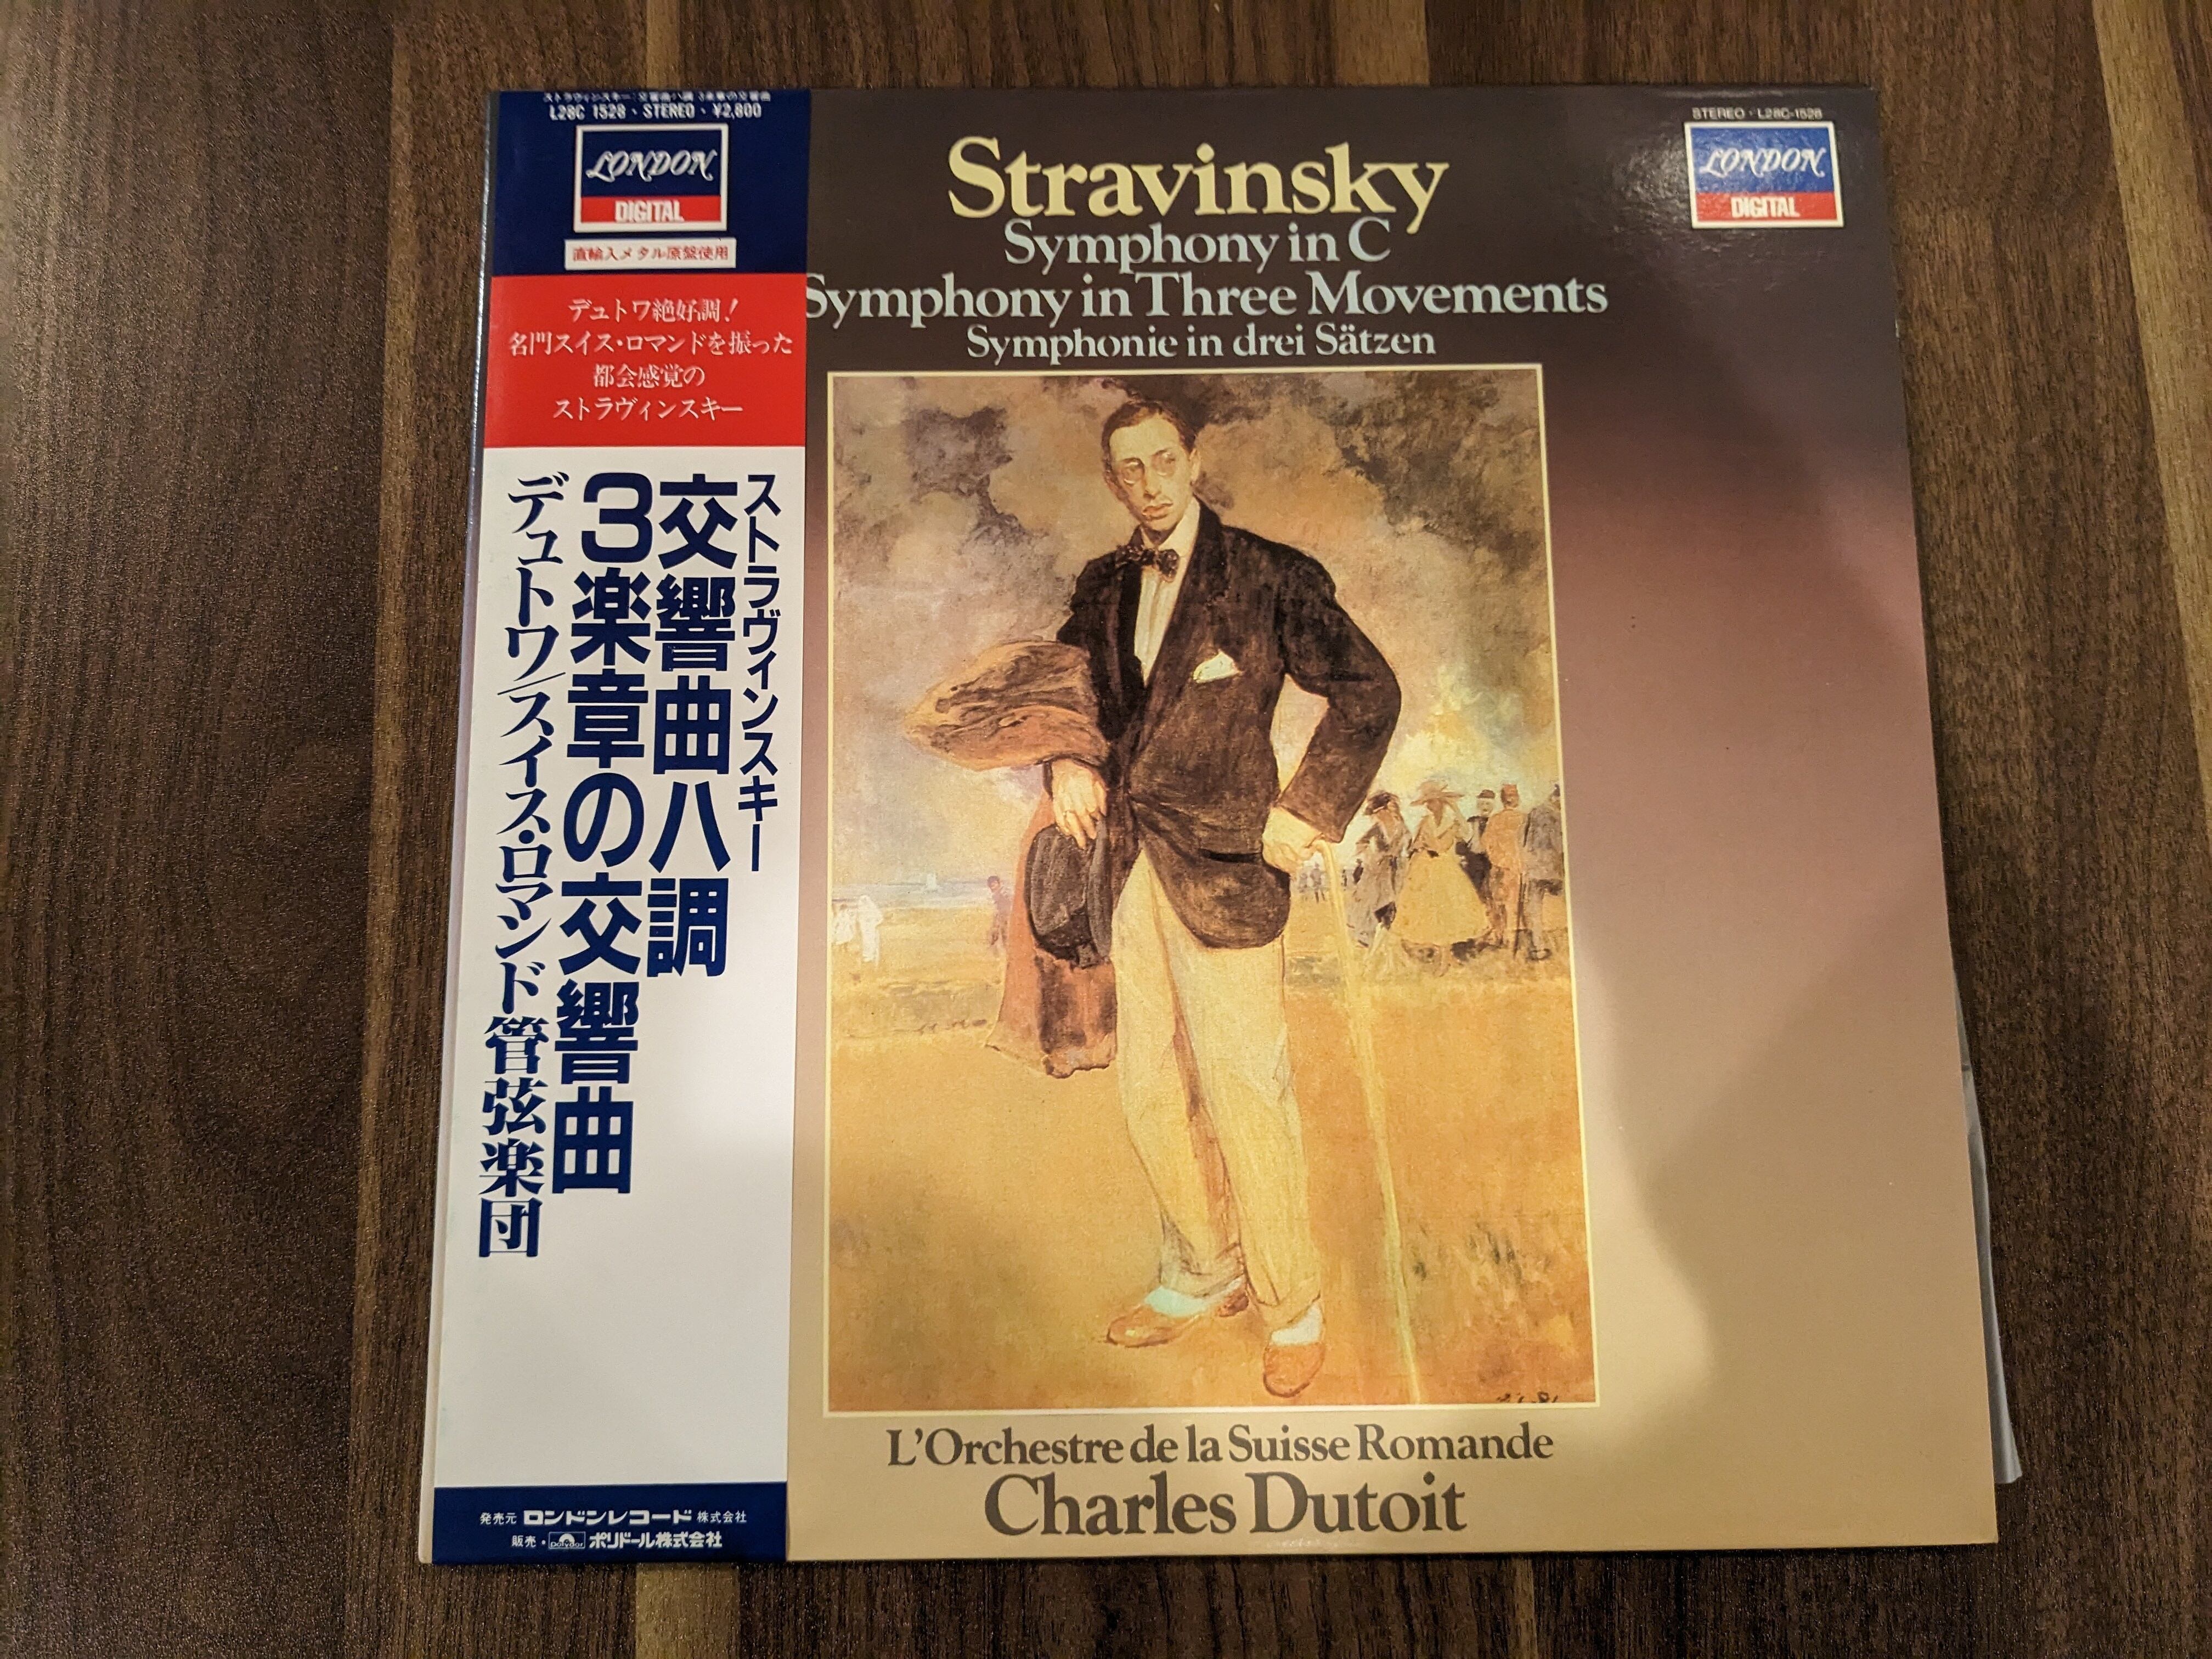 ストラヴィンスキー:交響曲ハ調 3楽章の交響曲
L28C 1528・STEREO・¥2,800
LONDON
DIGITAL
直輸入メタル原盤使用
デュトワ絶好調!
名門スイス・ロマンドを振った
都会感覚の
ストラヴィンスキー
ストラヴィンスキー
交響曲ハ調
3楽章の交響曲
デュトワ/スイス・ロマンド管弦楽団
発売元 ロンドンレコード 株式会社
販売・polydor ポリドール株式会社
STEREO・L28C-1528
LONDON
DIGITAL
Stravinsky
Symphony in C
Symphony in Three Movements
Symphonie in drei Sätzen
L'Orchestre de la Suisse Romande
Charles Dutoit